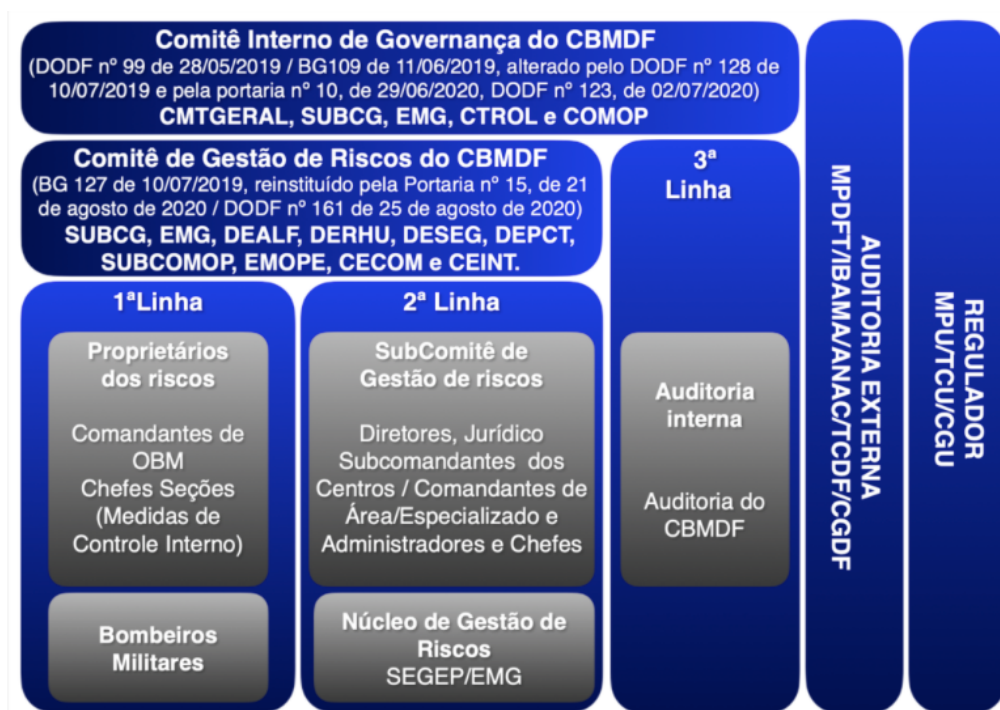 Comitê Interno de Governança do CBMDF
(DODF nº 99 de 28/05/2019 / BG109 de 11/06/2019, alterado pelo DODF nº 128 de
10/07/2019 e pela portaria nº 10, de 29/06/2020, DODF nº 123, de 02/07/2020)
CMTGERAL, SUBCG, EMG, CTROL e COMOP
Comitê de Gestão de Riscos do CBMDF
(BG 127 de 10/07/2019, reinstituído pela Portaria nº 15, de 21
de agosto de 2020 / DODF nº 161 de 25 de agosto de 2020)
SUBCG, EMG, DEALF, DERHU, DESEG, DEPCT,
SUBCOMOP, EMOPE, CECOM e CEINT.
1ªLinha
Proprietários
dos riscos
Comandantes de
OBM
Chefes Seções
(Medidas de
Controle Interno)
Bombeiros
Militares
2ª Linha
SubComitê de
Gestão de riscos
Diretores, Jurídico
Subcomandantes dos
Centros / Comandantes de
Área/Especializado e
Administradores e Chefes
Núcleo de Gestão de
Riscos
SEGEP/EMG
3ª
Linha
Auditoria
interna
Auditoria do
CBMDF
AUDITORIA EXTERNA
MPDFT/IBAMA/ANAC/TCDF/CGDF
REGULADOR
MPU/TCU/CGU